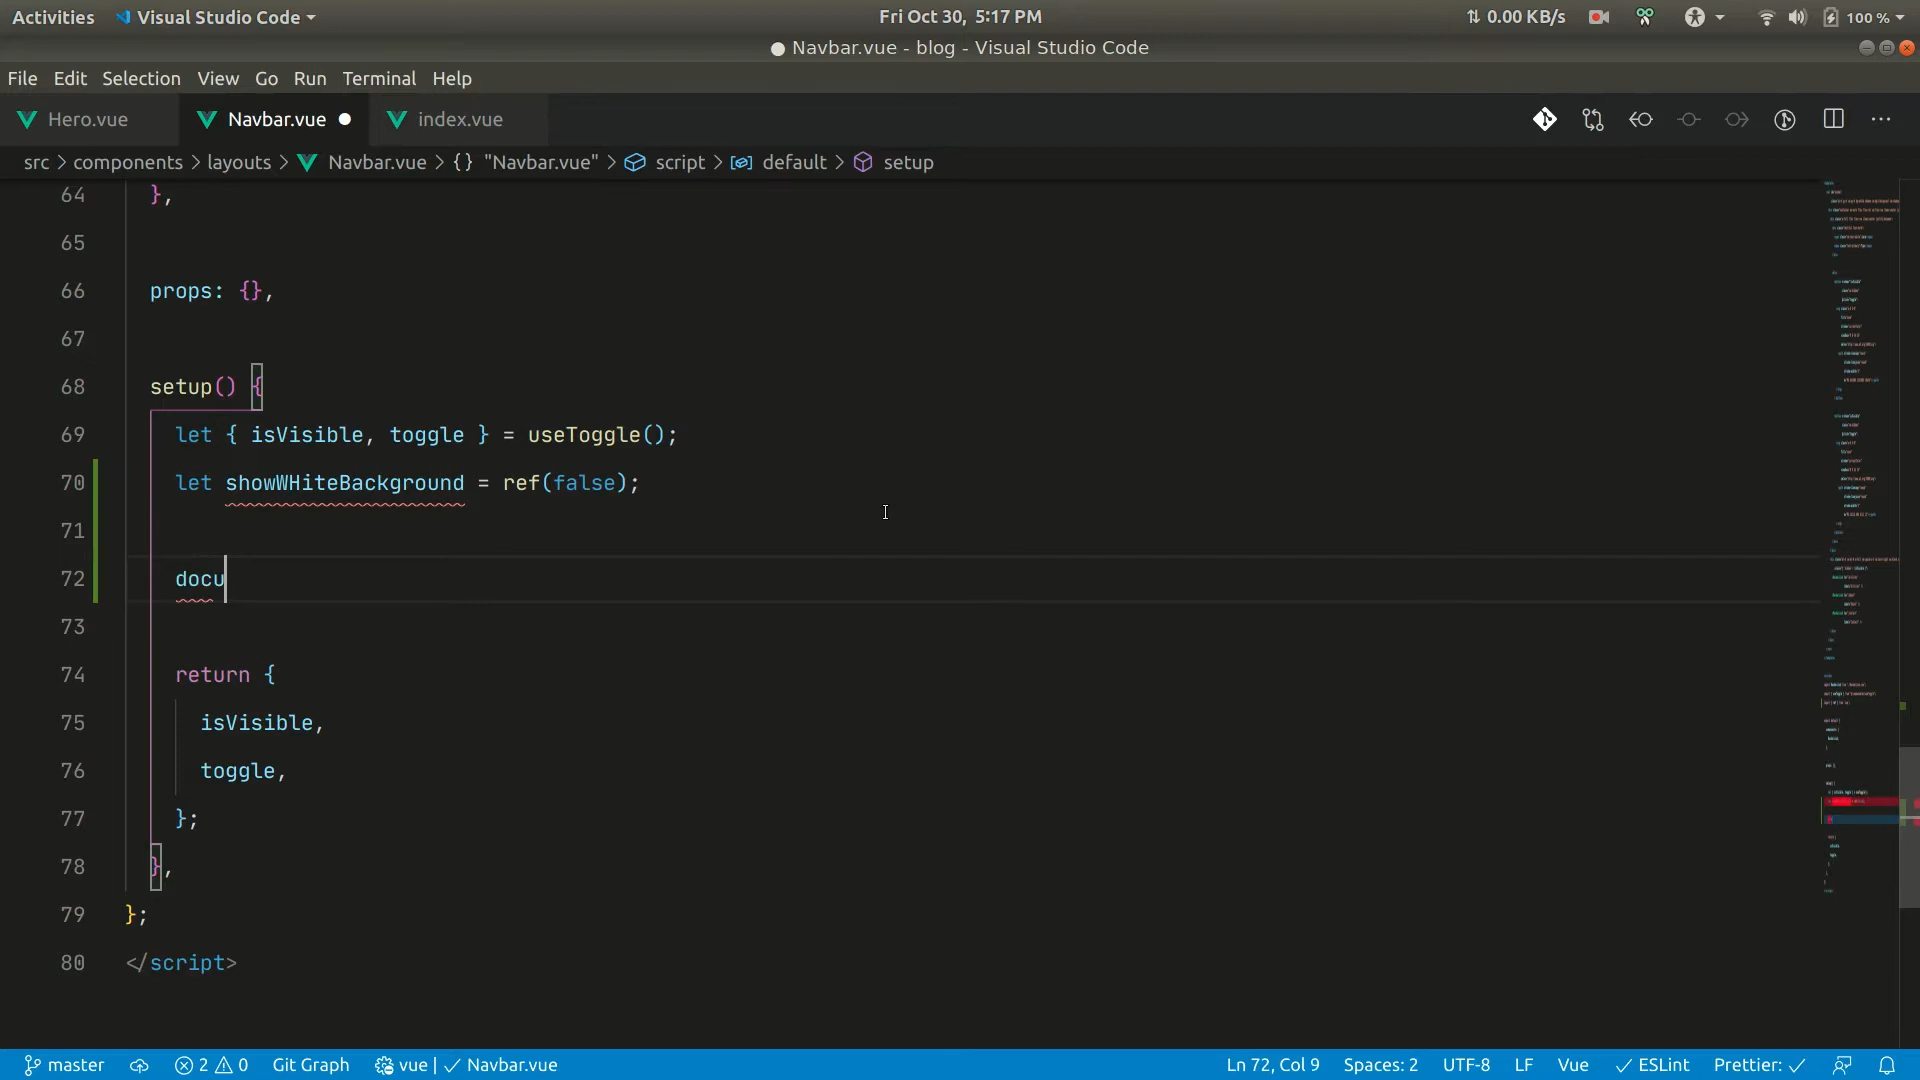 Activities Visual Studio Code Fri Oct 30, 5:17 PM 0.00 KB/s 100 %
● Navbar.vue - blog - Visual Studio Code
File Edit Selection View Go Run Terminal Help
Hero.vue Navbar.vue index.vue
src > components > layouts > Navbar.vue > {} "Navbar.vue" > script > default > setup
64 },
65
66 props: {},
67
68 setup() {
69 let { isVisible, toggle } = useToggle();
70 let showWHiteBackground = ref(false);
71
72 docu
73
74 return {
75 isVisible,
76 toggle,
77 };
78 },
79 };
80 </script>
master 2 0 Git Graph vue | ✓ Navbar.vue Ln 72, Col 9 Spaces: 2 UTF-8 LF Vue ✓ ESLint Prettier: ✓